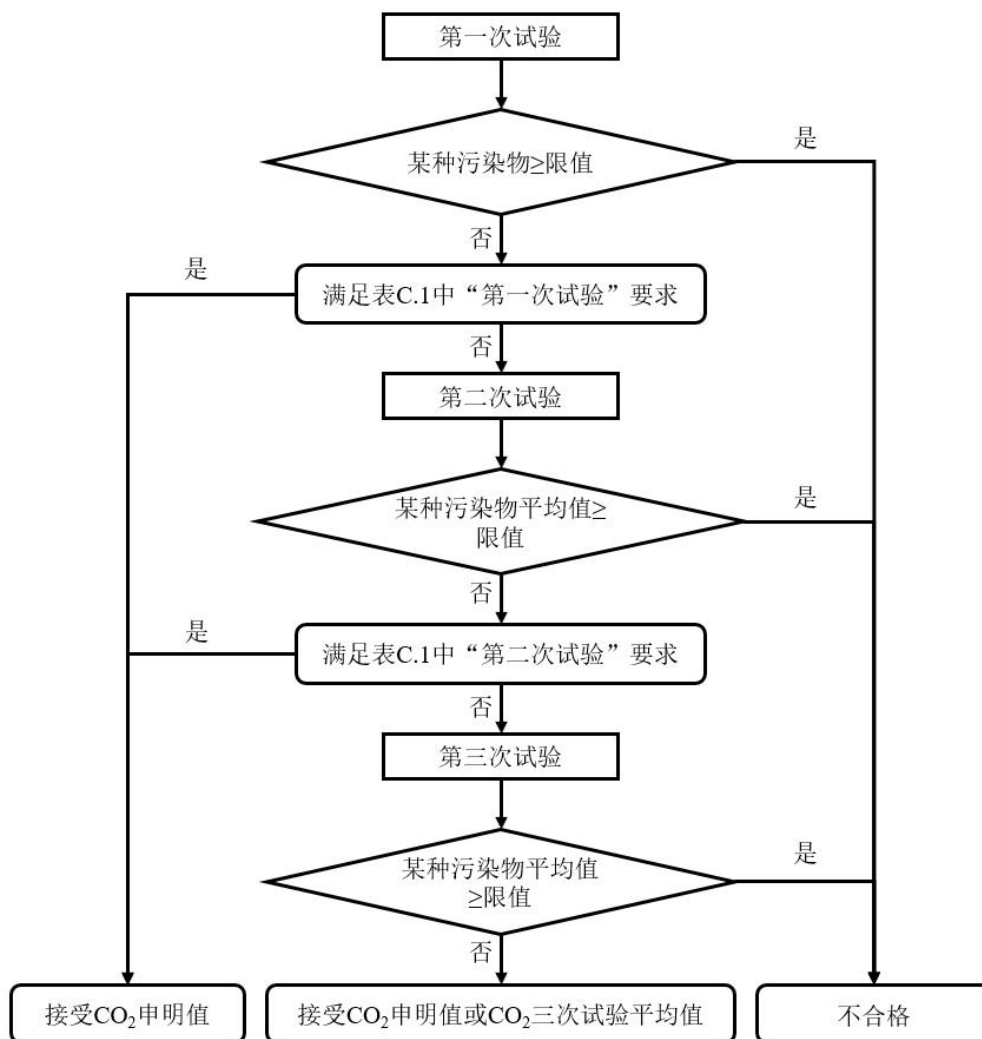 第一次试验
是
某种污染物≥限值
否
是
满足表C.1中“第一次试验”要求
否
第二次试验
是
某种污染物平均值≥
限值
否
是
满足表C.1中“第二次试验”要求
否
第三次试验
是
某种污染物平均值
≥限值
否
接受CO₂申明值
接受CO₂申明值或CO₂三次试验平均值
不合格